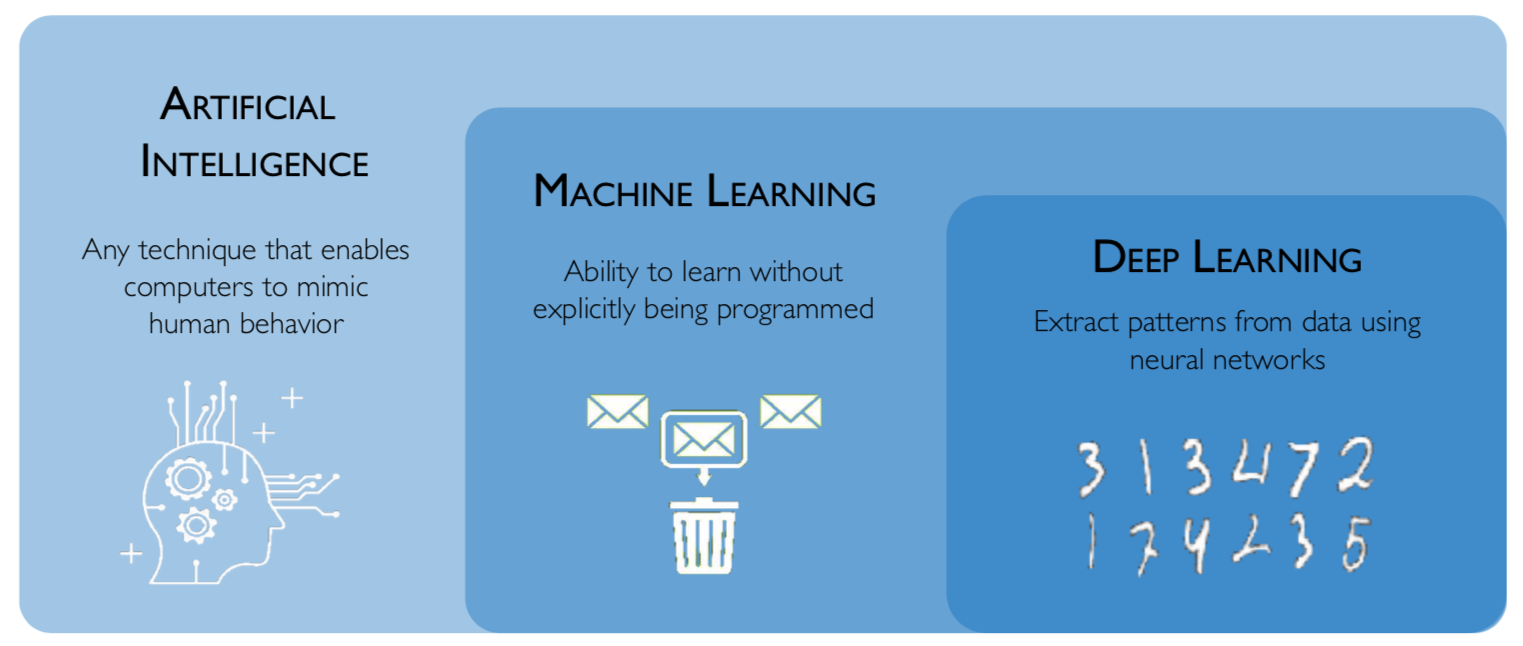 ARTIFICIAL
INTELLIGENCE
Any technique that enables
computers to mimic
human behavior
MACHINE LEARNING
Ability to learn without
explicitly being programmed
DEEP LEARNING
Extract patterns from data using
neural networks
3 1 3 4 7 2
1 7 4 2 3 5